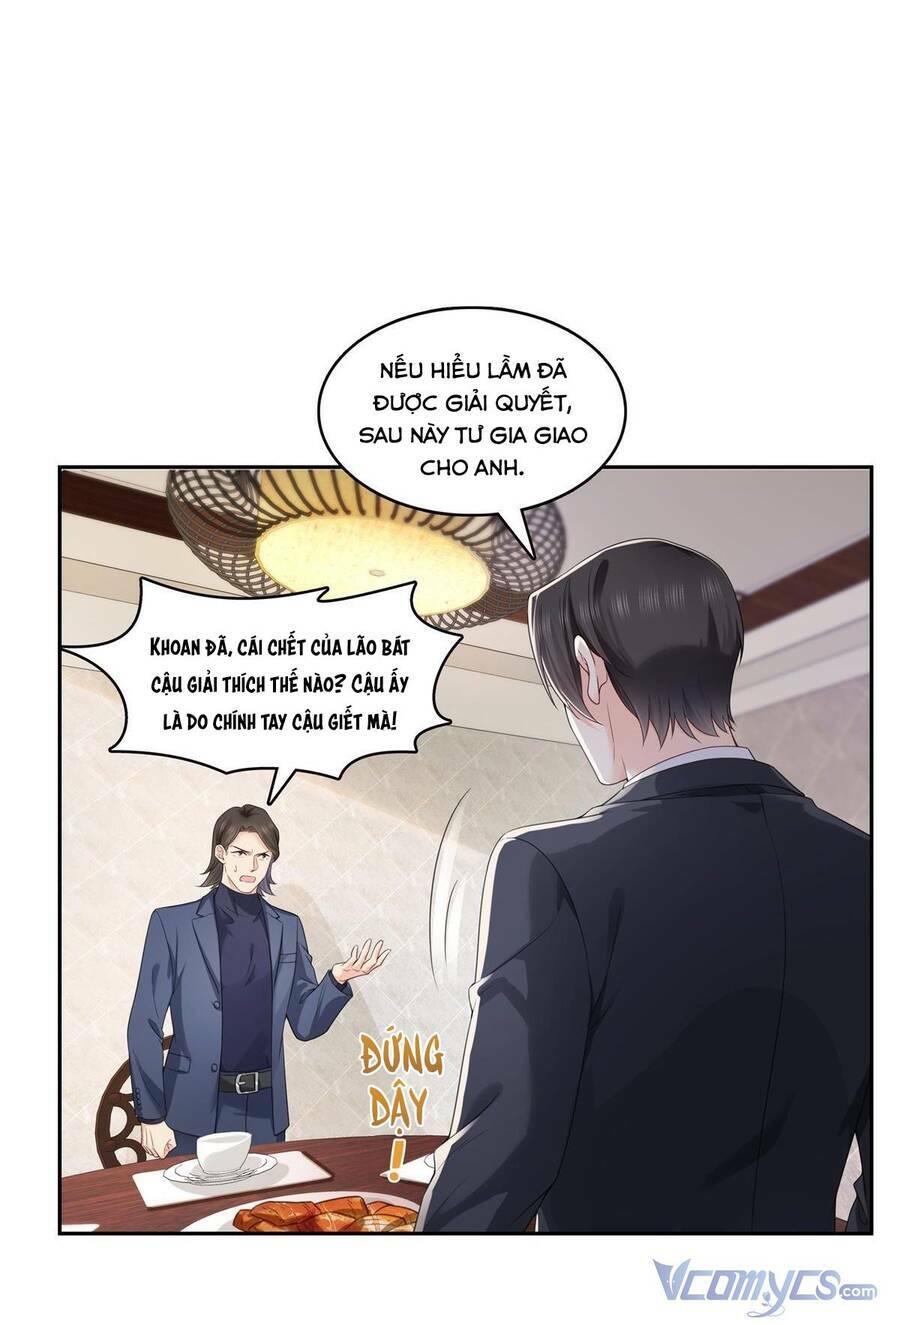 NẾU HIỂU LẦM ĐÃ
ĐƯỢC GIẢI QUYẾT,
SAU NÀY TƯ GIA GIAO
CHO ANH.
KHOAN ĐÃ, CÁI CHẾT CỦA LÃO BÁT
CẬU GIẢI THÍCH THẾ NÀO? CẬU ẤY
LÀ DO CHÍNH TAY CẬU GIẾT MÀ!
ĐỨNG
DẬY
!
VCOMYCS.com